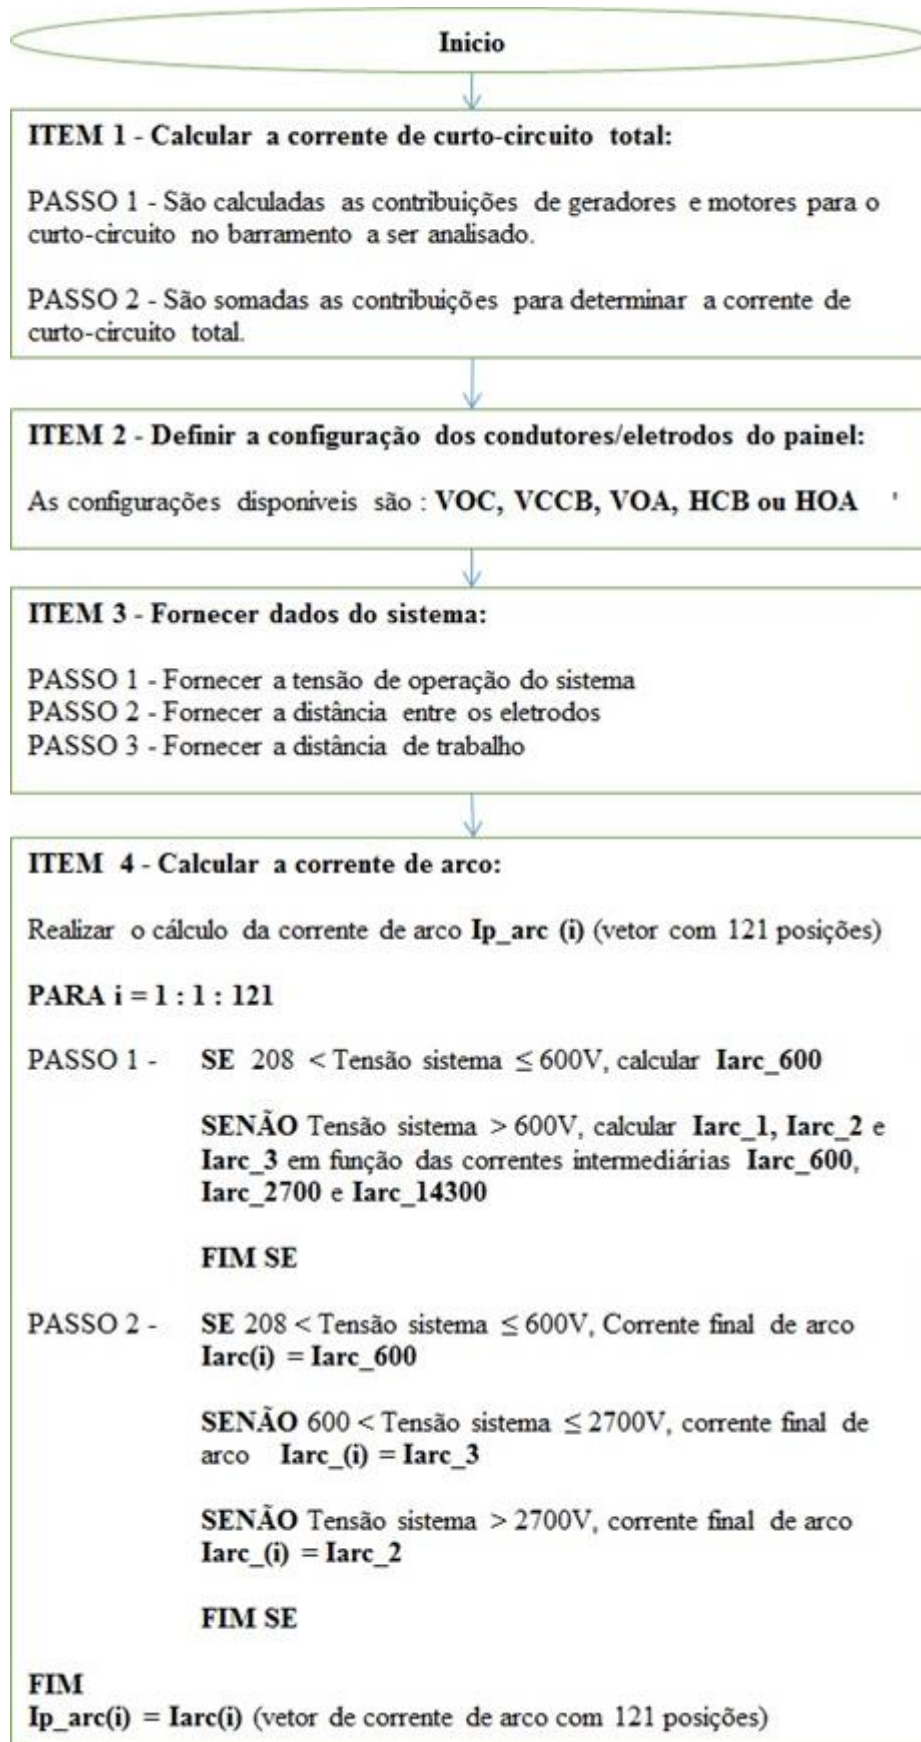 Inicio
ITEM 1 - Calcular a corrente de curto-circuito total:
PASSO 1 - São calculadas as contribuições de geradores e motores para o
curto-circuito no barramento a ser analisado.
PASSO 2 - São somadas as contribuições para determinar a corrente de
curto-circuito total.
ITEM 2 - Definir a configuração dos condutores/eletrodos do painel:
As configurações disponíveis são : VOC, VCCB, VOA, HCB ou HOA '
ITEM 3 - Fornecer dados do sistema:
PASSO 1 - Fornecer a tensão de operação do sistema
PASSO 2 - Fornecer a distância entre os eletrodos
PASSO 3 - Fornecer a distância de trabalho
ITEM 4 - Calcular a corrente de arco:
Realizar o cálculo da corrente de arco Ip_arc (i) (vetor com 121 posições)
PARA i = 1 : 1 : 121
PASSO 1 - SE 208 < Tensão sistema ≤ 600V, calcular Iarc_600
SENÃO Tensão sistema > 600V, calcular Iarc_1, Iarc_2 e
Iarc_3 em função das correntes intermediárias Iarc_600,
Iarc_2700 e Iarc_14300
FIM SE
PASSO 2 - SE 208 < Tensão sistema ≤ 600V, Corrente final de arco
Iarc(i) = Iarc_600
SENÃO 600 < Tensão sistema ≤ 2700V, corrente final de
arco Iarc_(i) = Iarc_3
SENÃO Tensão sistema > 2700V, corrente final de arco
Iarc_(i) = Iarc_2
FIM SE
FIM
Ip_arc(i) = Iarc(i) (vetor de corrente de arco com 121 posições)